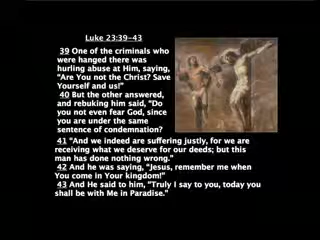 Luke 23:39-43
39 One of the criminals who
were hanged there was
hurling abuse at Him, saying,
“Are You not the Christ? Save
Yourself and us!”
40 But the other answered,
and rebuking him said, “Do
you not even fear God, since
you are under the same
sentence of condemnation?
41 “And we indeed are suffering justly, for we are
receiving what we deserve for our deeds; but this
man has done nothing wrong.”
42 And he was saying, “Jesus, remember me when
You come in Your kingdom!”
43 And He said to him, “Truly I say to you, today you
shall be with Me in Paradise.”